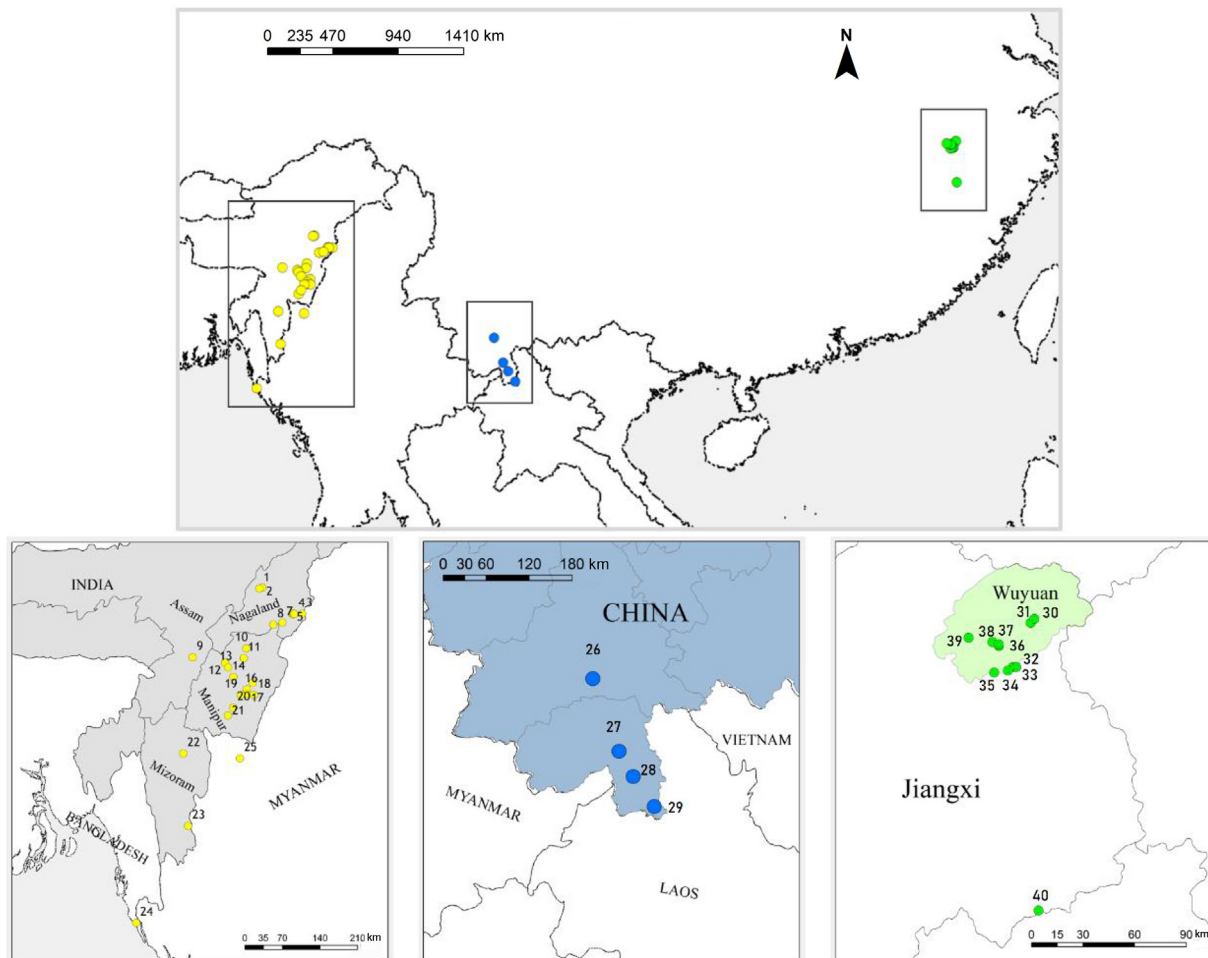 0 235 470 940 1410 km
N
INDIA
Assam
Nagaland
1
2
4 3
7
8
5
9
10
11
13
12
14
16
19
18
20
17
21
Manipur
22
25
Mizoram
MYANMAR
23
BANGLADESH
24
0 35 70 140 210 km
0 30 60 120 180 km
CHINA
26
27
VIETNAM
28
MYANMAR
29
LAOS
Wuyuan
31 30
39
38 37
36
32
35 34 33
Jiangxi
40
0 15 30 60 90 km